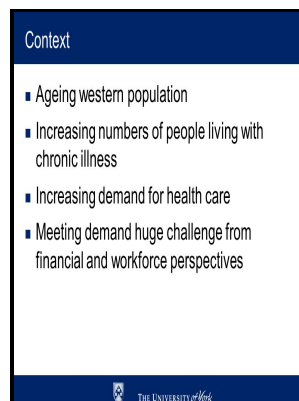 Context
▪ Ageing western population
▪ Increasing numbers of people living with
chronic illness
▪ Increasing demand for health care
▪ Meeting demand huge challenge from
financial and workforce perspectives
THE UNIVERSITY of York